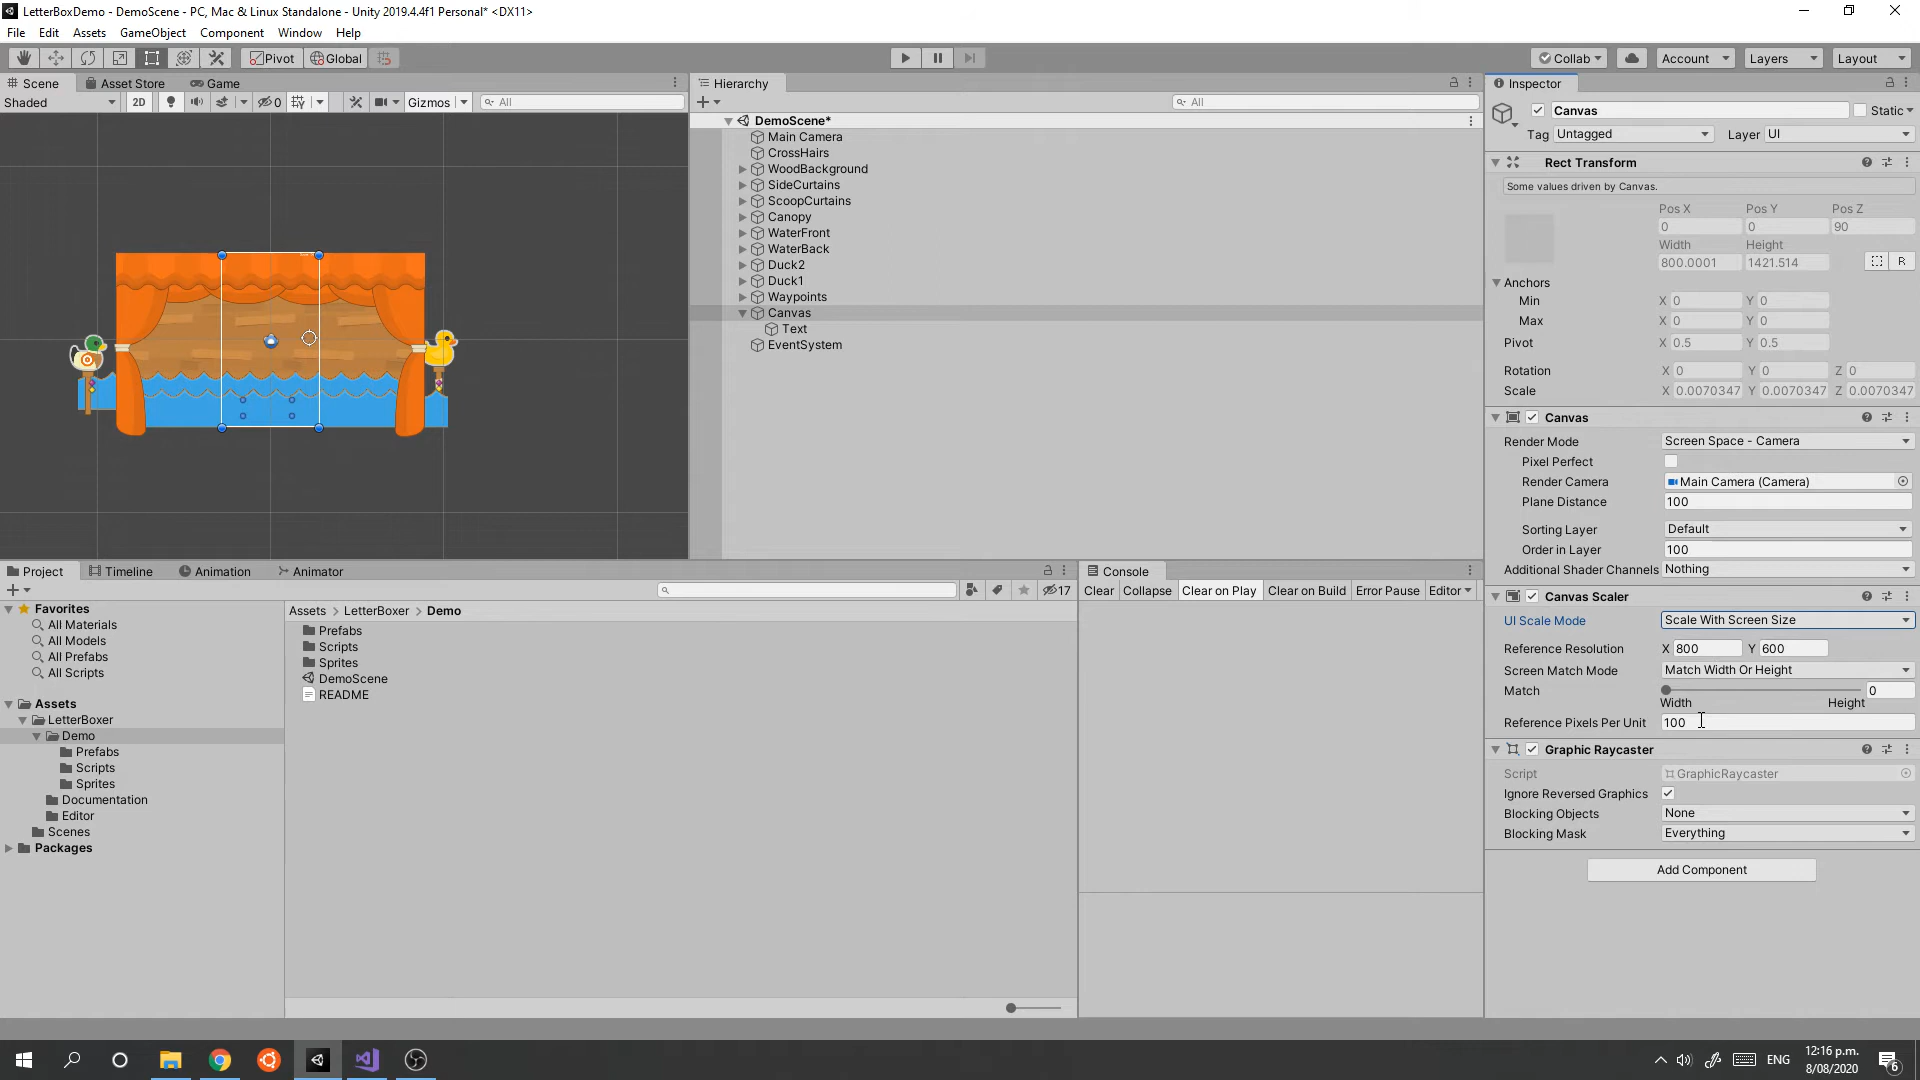 LetterBoxDemo - DemoScene - PC, Mac & Linux Standalone - Unity 2019.4.4f1 Personal* <DX11>
File Edit Assets GameObject Component Window Help
Pivot Global Collab Account Layers Layout
Scene Asset Store Game
Shaded 2D 0 Gizmos All
Hierarchy
All
DemoScene*
Main Camera
CrossHairs
WoodBackground
SideCurtains
ScoopCurtains
Canopy
WaterFront
WaterBack
Duck2
Duck1
Waypoints
Canvas
Text
EventSystem
Inspector
Canvas Static
Tag Untagged Layer UI
Rect Transform
Some values driven by Canvas.
Pos X Pos Y Pos Z
0 0 90
Width Height
800.0001 1421.514 R
Anchors
Min X 0 Y 0
Max X 0 Y 0
Pivot X 0.5 Y 0.5
Rotation X 0 Y 0 Z 0
Scale X 0.0070347 Y 0.0070347 Z 0.0070347
Canvas
Render Mode Screen Space - Camera
Pixel Perfect
Render Camera Main Camera (Camera)
Plane Distance 100
Sorting Layer Default
Order in Layer 100
Additional Shader Channels Nothing
Canvas Scaler
UI Scale Mode Scale With Screen Size
Reference Resolution X 800 Y 600
Screen Match Mode Match Width Or Height
Match 0
Width Height
Reference Pixels Per Unit 100
Graphic Raycaster
Script GraphicRaycaster
Ignore Reversed Graphics
Blocking Objects None
Blocking Mask Everything
Add Component
Project Timeline Animation Animator
17
Favorites
All Materials
All Models
All Prefabs
All Scripts
Assets
LetterBoxer
Demo
Prefabs
Scripts
Sprites
Documentation
Editor
Scenes
Packages
Assets > LetterBoxer > Demo
Prefabs
Scripts
Sprites
DemoScene
README
Console
Clear Collapse Clear on Play Clear on Build Error Pause Editor
ENG 12:16 p.m.
8/08/2020
6